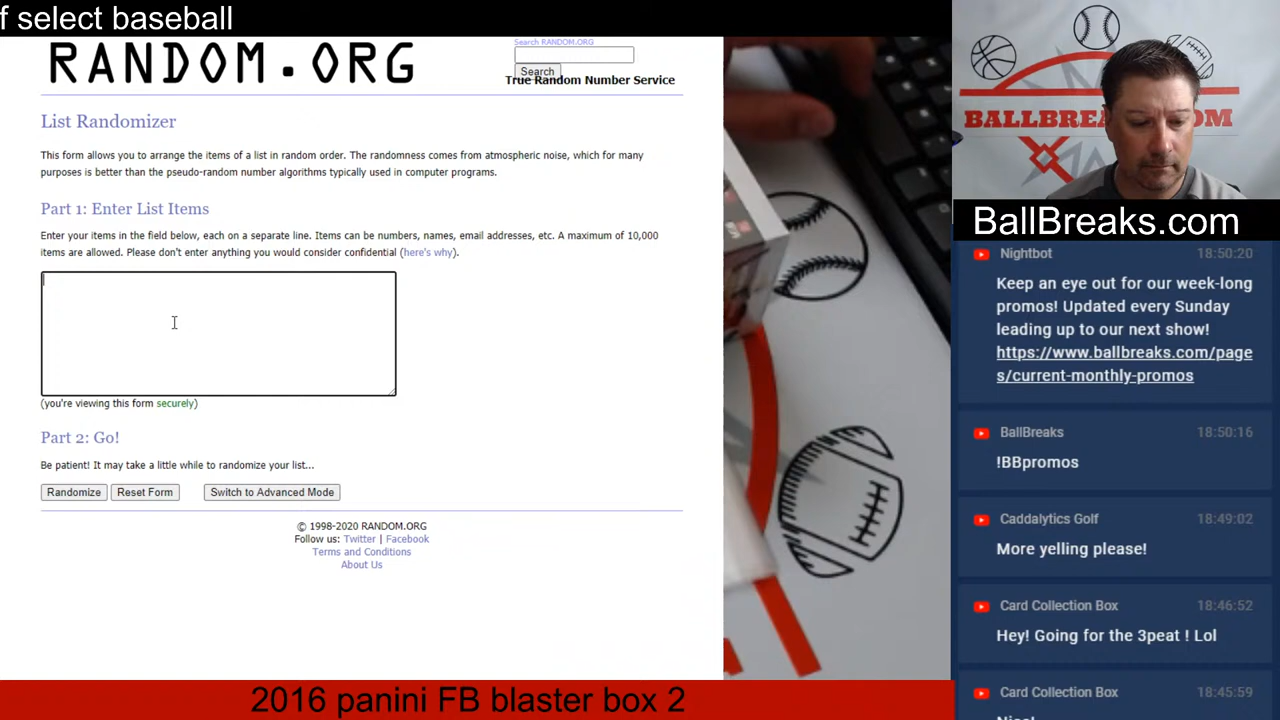 f select baseball
RANDOM.ORG
Search RANDOM.ORG
Search
True Random Number Service
List Randomizer
This form allows you to arrange the items of a list in random order. The randomness comes from atmospheric noise, which for many
purposes is better than the pseudo-random number algorithms typically used in computer programs.
Part 1: Enter List Items
Enter your items in the field below, each on a separate line. Items can be numbers, names, email addresses, etc. A maximum of 10,000
items are allowed. Please don't enter anything you would consider confidential (here's why).
(you're viewing this form securely)
Part 2: Go!
Be patient! It may take a little while to randomize your list...
Randomize Reset Form Switch to Advanced Mode
© 1998-2020 RANDOM.ORG
Follow us: Twitter | Facebook
Terms and Conditions
About Us
2016 panini FB blaster box 2
BallBreaks.com
Nightbot 18:50:20
Keep an eye out for our week-long
promos! Updated every Sunday
leading up to our next show!
https://www.ballbreaks.com/page
s/current-monthly-promos
BallBreaks 18:50:16
!BBpromos
Caddalytics Golf 18:49:02
More yelling please!
Card Collection Box 18:46:52
Hey! Going for the 3peat ! Lol
Card Collection Box 18:45:59